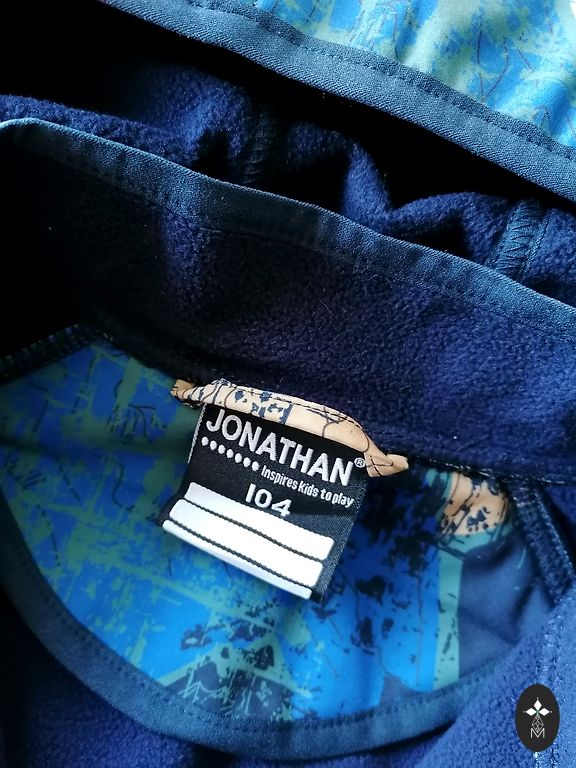 JONATHAN®
Inspires Kids to play
104
M